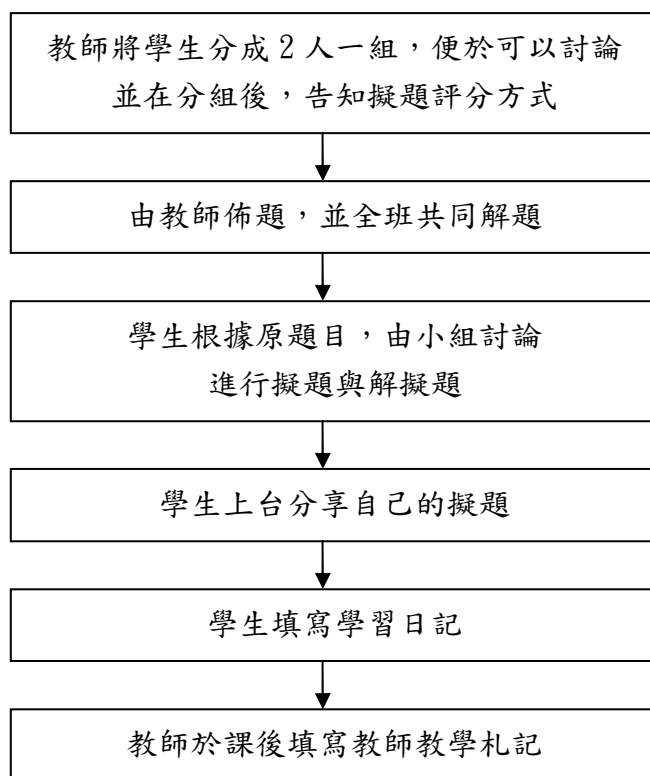 教師將學生分成 2 人一組，便於可以討論
並在分組後，告知擬題評分方式
由教師佈題，並全班共同解題
學生根據原題目，由小組討論
進行擬題與解擬題
學生上台分享自己的擬題
學生填寫學習日記
教師於課後填寫教師教學札記